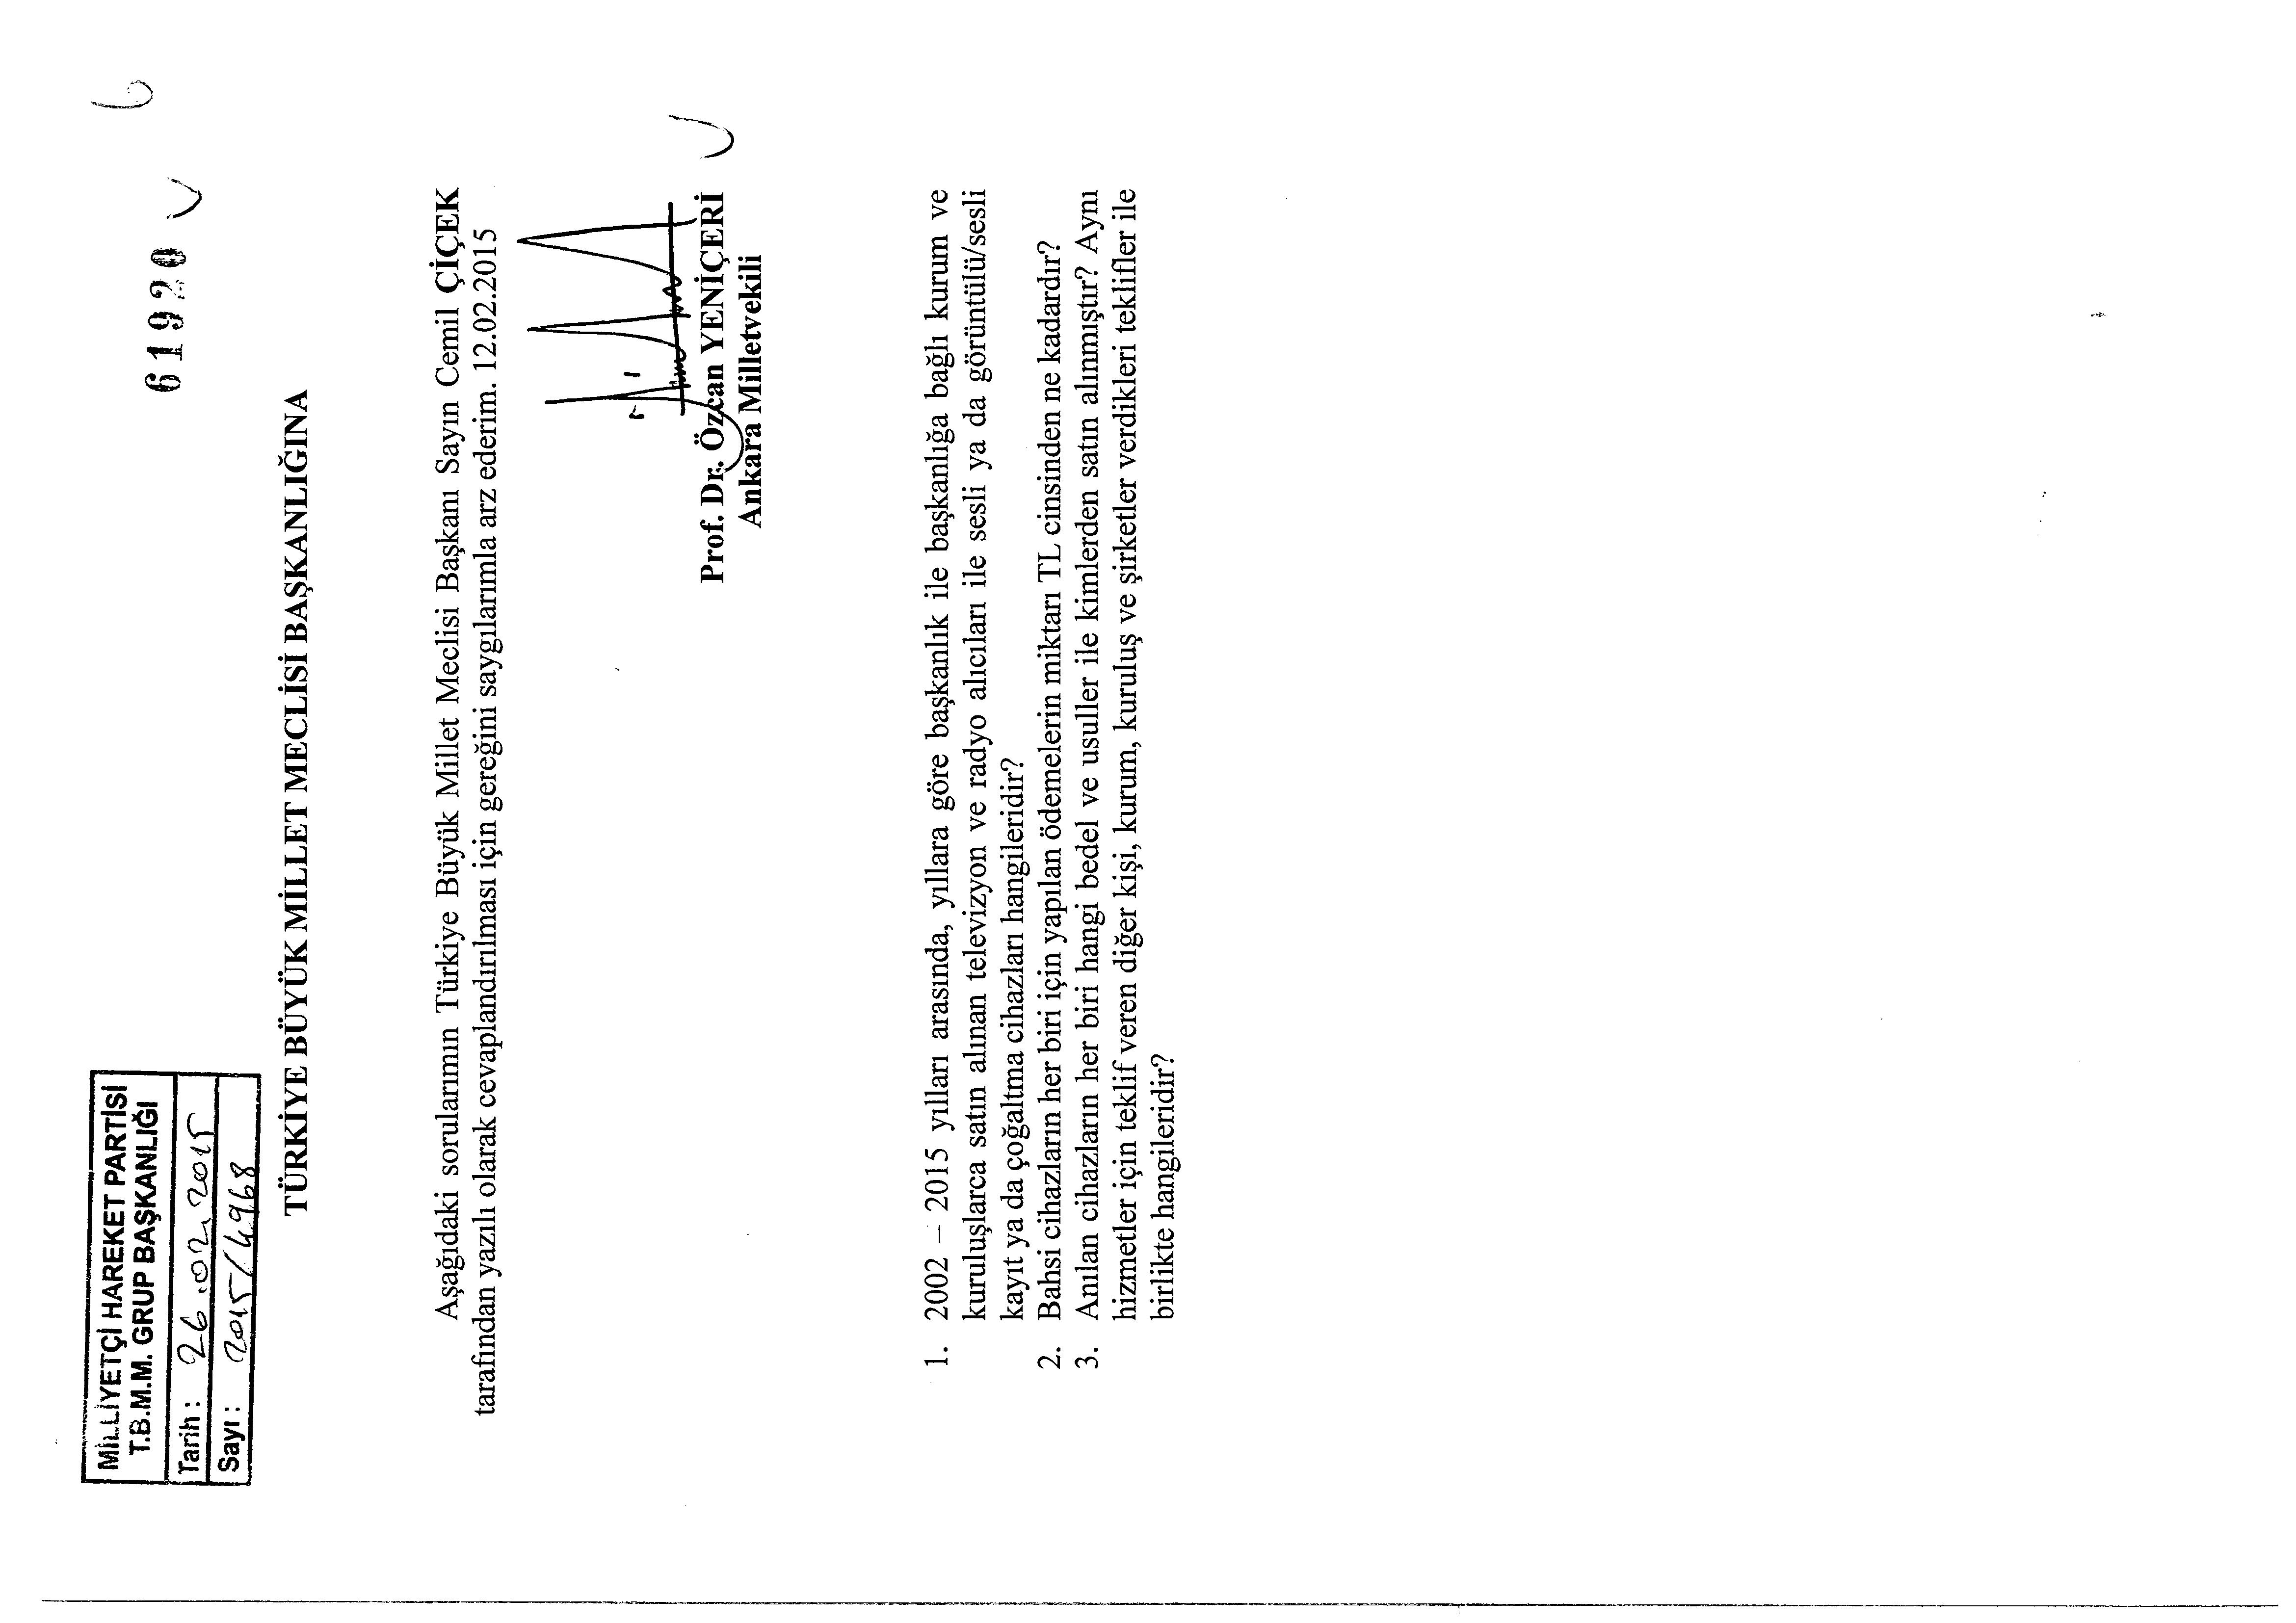 MİLLİYETÇİ HAREKET PARTİSİ
T.B.M.M. GRUP BAŞKANLIĞI
Tarih : 26.02.2015
Sayı : 2015/4968
61920
TÜRKİYE BÜYÜK MİLLET MECLİSİ BAŞKANLIĞINA
Aşağıdaki sorularımın Türkiye Büyük Millet Meclisi Başkanı Sayın Cemil ÇİÇEK
tarafından yazılı olarak cevaplandırılması için gereğini saygılarımla arz ederim. 12.02.2015
Prof. Dr. Özcan YENİÇERİ
Ankara Milletvekili
1. 2002 – 2015 yılları arasında, yıllara göre başkanlık ile başkanlığa bağlı kurum ve
kuruluşlarca satın alınan televizyon ve radyo alıcıları ile sesli ya da görüntülü/sesli
kayıt ya da çoğaltma cihazları hangileridir?
2. Bahsi cihazların her biri için yapılan ödemelerin miktarı TL cinsinden ne kadardır?
3. Anılan cihazların her biri hangi bedel ve usuller ile kimlerden satın alınmıştır? Aynı
hizmetler için teklif veren diğer kişi, kurum, kuruluş ve şirketler verdikleri teklifler ile
birlikte hangileridir?